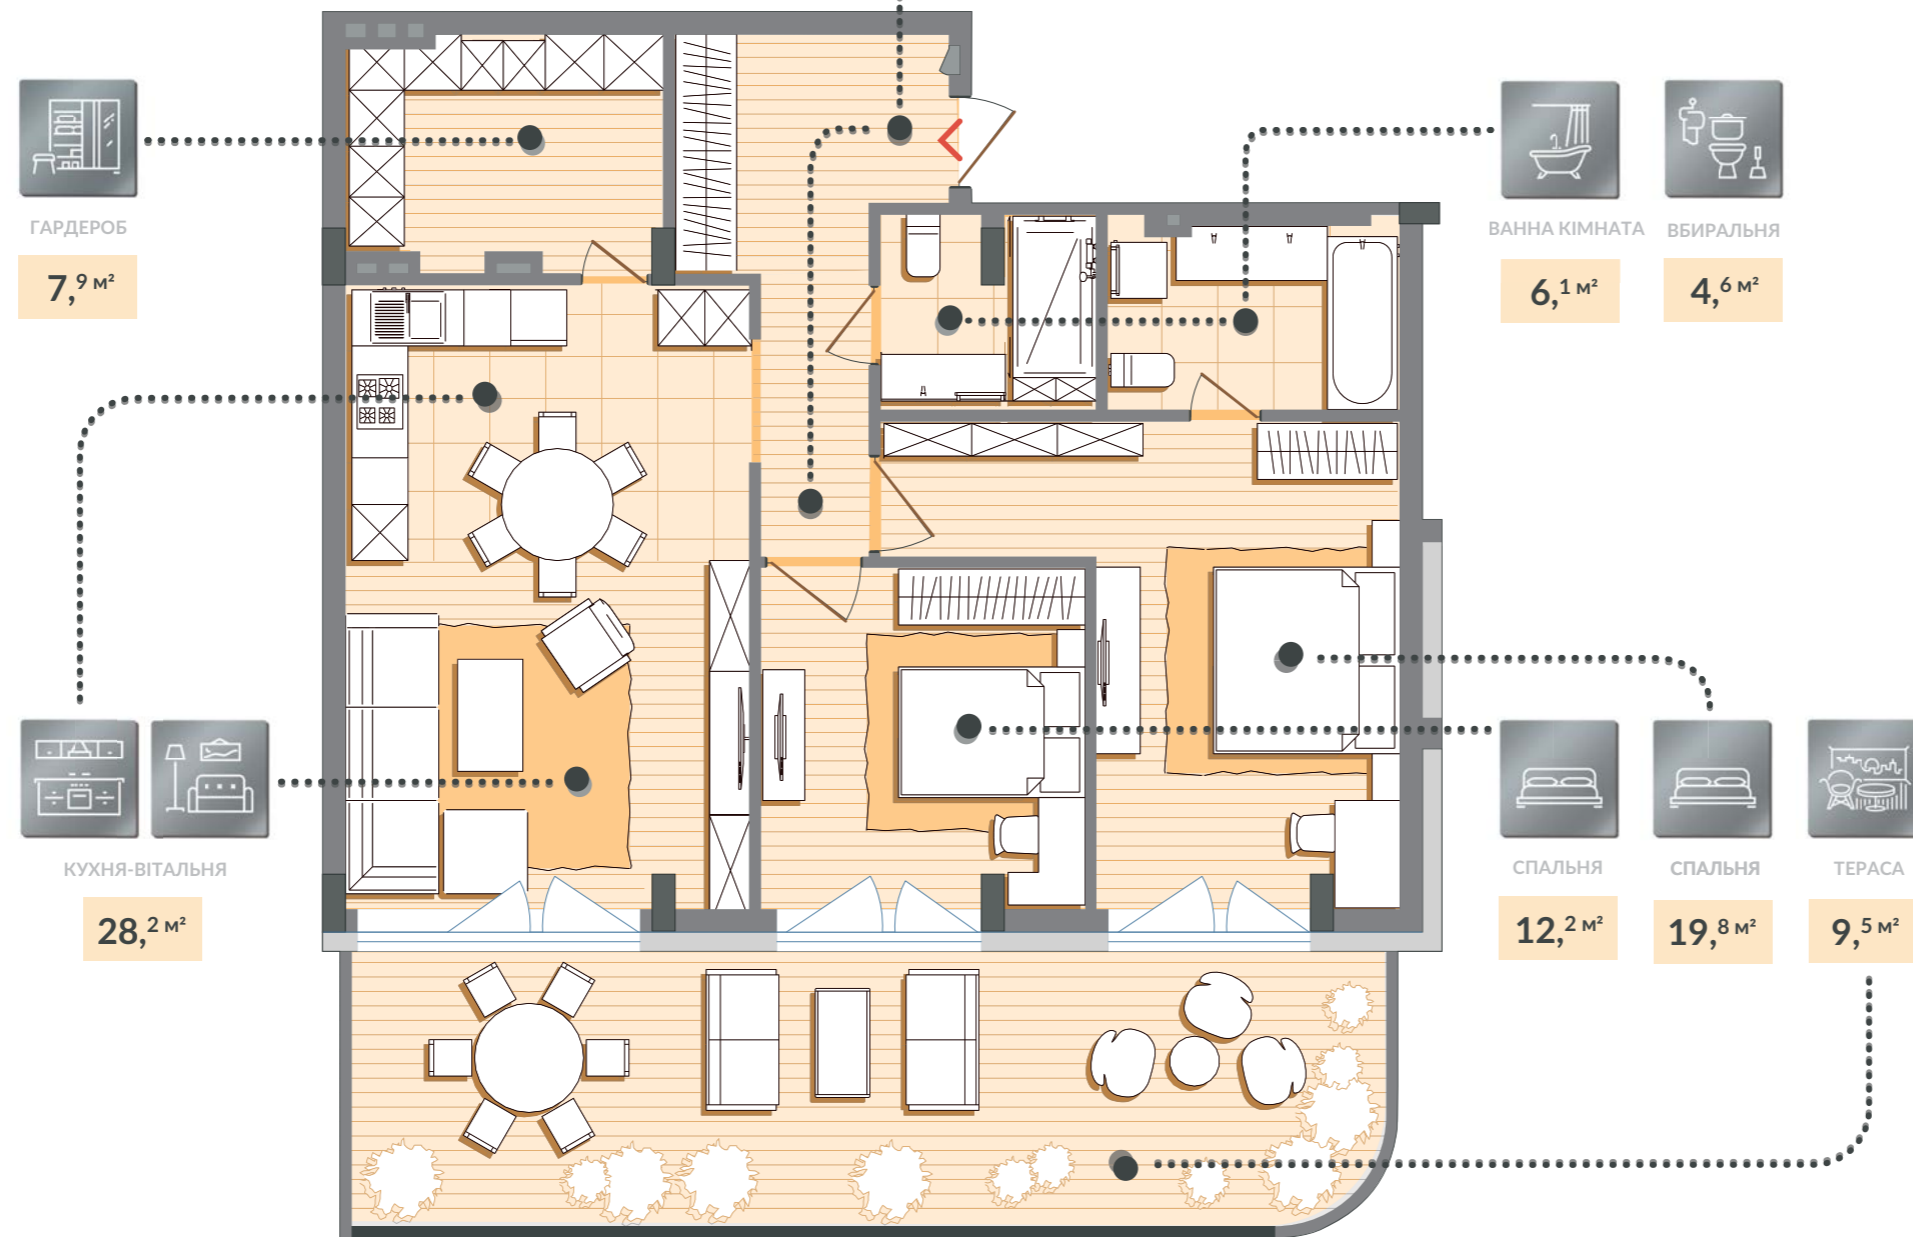 ГАРДЕРОБ
7,9 м²
ВАННА КІМНАТА
6,1 м²
ВБИРАЛЬНЯ
4,6 м²
КУХНЯ-ВІТАЛЬНЯ
28,2 м²
СПАЛЬНЯ
12,2 м²
СПАЛЬНЯ
19,8 м²
ТЕРАСА
9,5 м²